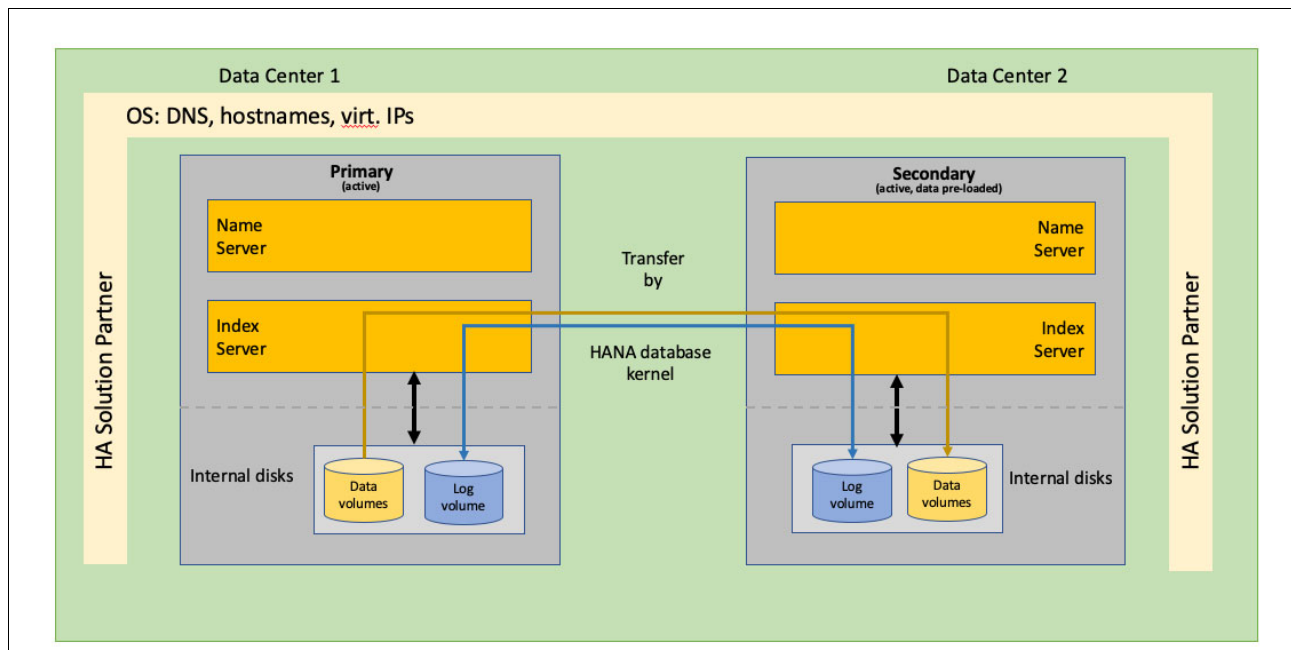 Data Center 1
Data Center 2
OS: DNS, hostnames, virt. IPs
HA Solution Partner
Primary
(active)
Name
Server
Index
Server
Internal disks
Data
volumes
Log
volume
Transfer
by
HANA database
kernel
Secondary
(active, data pre-loaded)
Name
Server
Index
Server
Log
volume
Data
volumes
Internal disks
HA Solution Partner